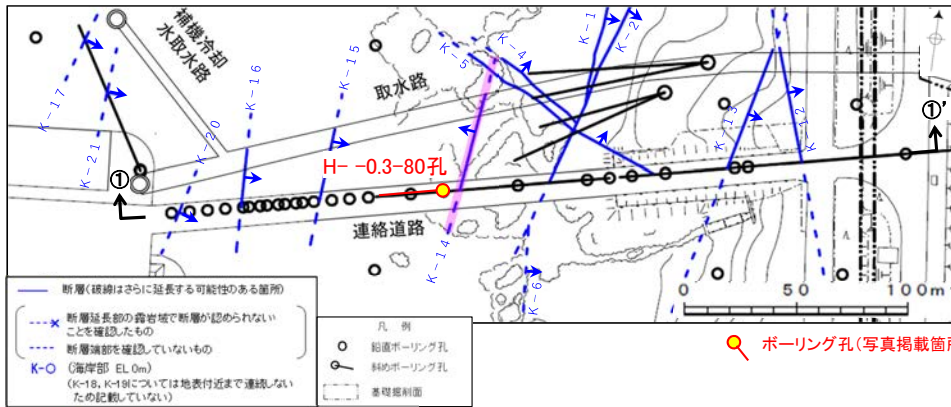 補機冷却
水取水路
取水路
連絡道路
H- -0.3-80孔
K-17
K-21
K-20
K-16
K-15
K-14
K-5
K-4
K-1
K-2
K-6
K-13
K-12
①
①'
0 50 100m
断層(破線はさらに延長する可能性のある箇所)
断層延長部の露岩域で断層が認められない
ことを確認したもの
断層端部を確認していないもの
K-○ (海岸部 EL 0m)
(K-18, K-19については地表付近まで連続しない
ため記載していない)
凡 例
鉛直ボーリング孔
斜めボーリング孔
基礎掘削面
ボーリング孔(写真掲載箇所